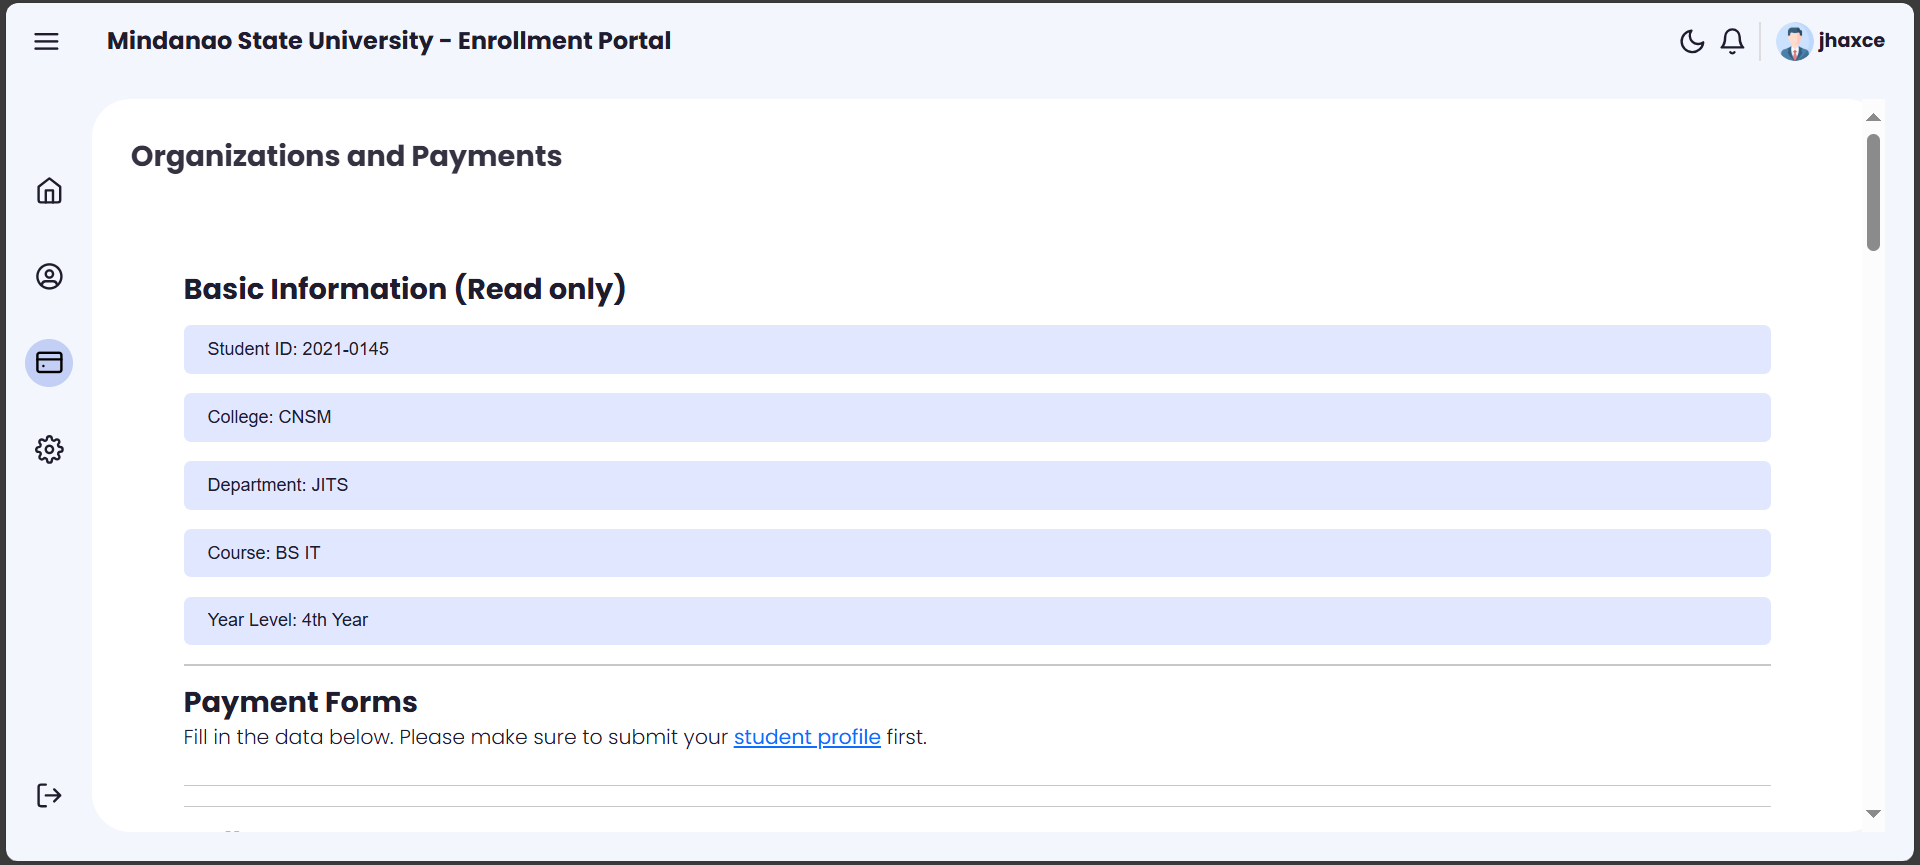 Mindanao State University - Enrollment Portal
jhaxce
Organizations and Payments
Basic Information (Read only)
Student ID: 2021-0145
College: CNSM
Department: JITS
Course: BS IT
Year Level: 4th Year
Payment Forms
Fill in the data below. Please make sure to submit your student profile first.